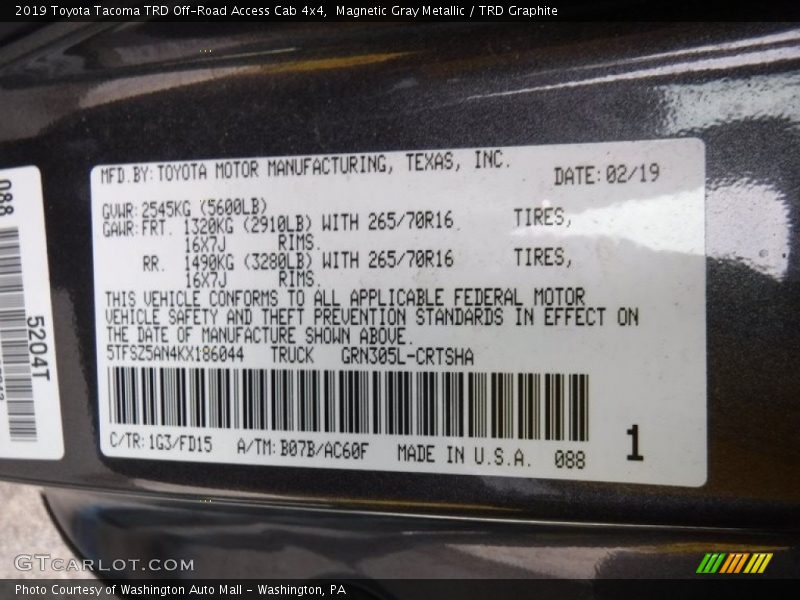 2019 Toyota Tacoma TRD Off-Road Access Cab 4x4, Magnetic Gray Metallic / TRD Graphite
MFD.BY:TOYOTA MOTOR MANUFACTURING, TEXAS, INC.
DATE:02/19
GVWR:2545KG (5600LB)
GAWR:FRT. 1320KG (2910LB) WITH 265/70R16 TIRES,
16X7J RIMS.
RR. 1490KG (3280LB) WITH 265/70R16 TIRES,
16X7J RIMS.
THIS VEHICLE CONFORMS TO ALL APPLICABLE FEDERAL MOTOR
VEHICLE SAFETY AND THEFT PREVENTION STANDARDS IN EFFECT ON
THE DATE OF MANUFACTURE SHOWN ABOVE.
5TFSZ5AN4KX186044 TRUCK GRN305L-CRTSHA
C/TR:1G3/FD15 A/TM:B07B/AC60F MADE IN U.S.A. 088
1
088
5204T
GTCARLOT.COM
Photo Courtesy of Washington Auto Mall - Washington, PA